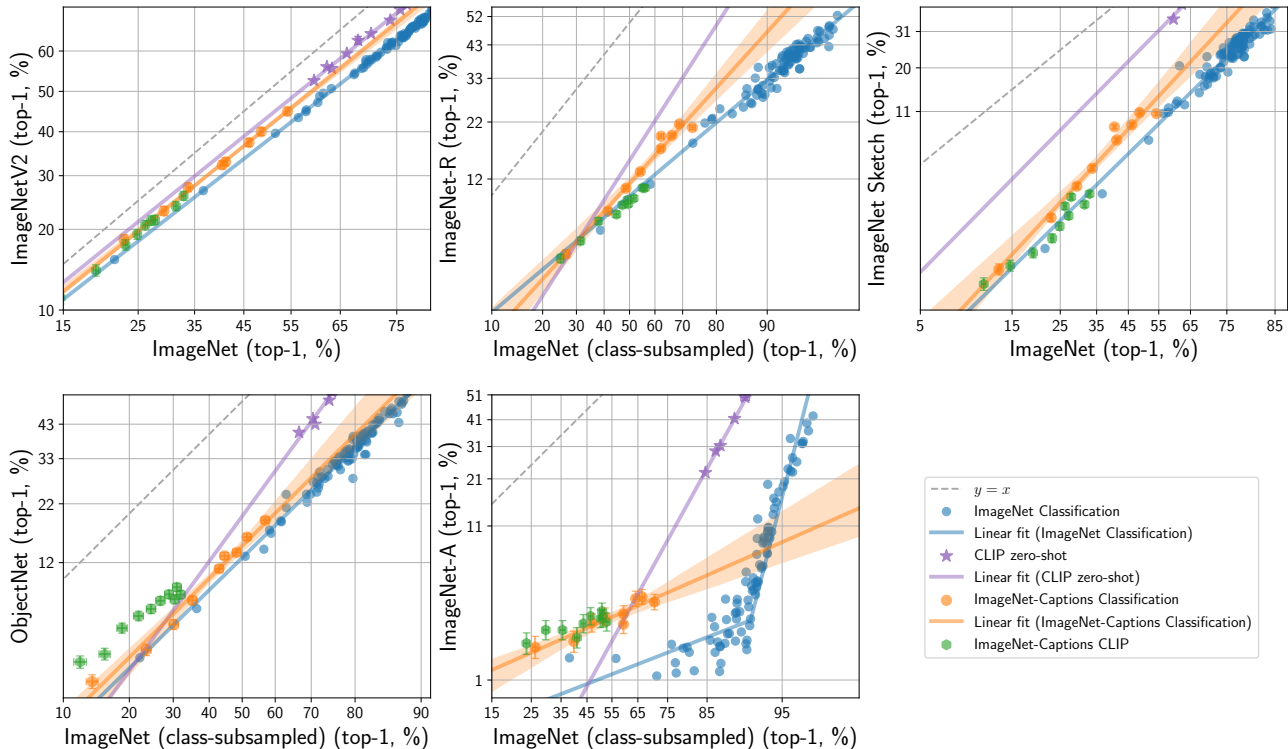 70
60
50
40
30
20
10
ImageNetV2 (top-1, %)
15 25 35 45 55 65 75
ImageNet (top-1, %)
52
43
33
22
12
ImageNet-R (top-1, %)
10 20 30 40 50 60 70 80 90
ImageNet (class-subsampled) (top-1, %)
31
20
11
ImageNet Sketch (top-1, %)
5 15 25 35 45 55 65 75 85
ImageNet (top-1, %)
43
33
22
12
ObjectNet (top-1, %)
10 20 30 40 50 60 70 80 90
ImageNet (class-subsampled) (top-1, %)
51
41
31
21
11
1
ImageNet-A (top-1, %)
15 25 35 45 55 65 75 85 95
ImageNet (class-subsampled) (top-1, %)
y = x
ImageNet Classification
Linear fit (ImageNet Classification)
CLIP zero-shot
Linear fit (CLIP zero-shot)
ImageNet-Captions Classification
Linear fit (ImageNet-Captions Classification)
ImageNet-Captions CLIP